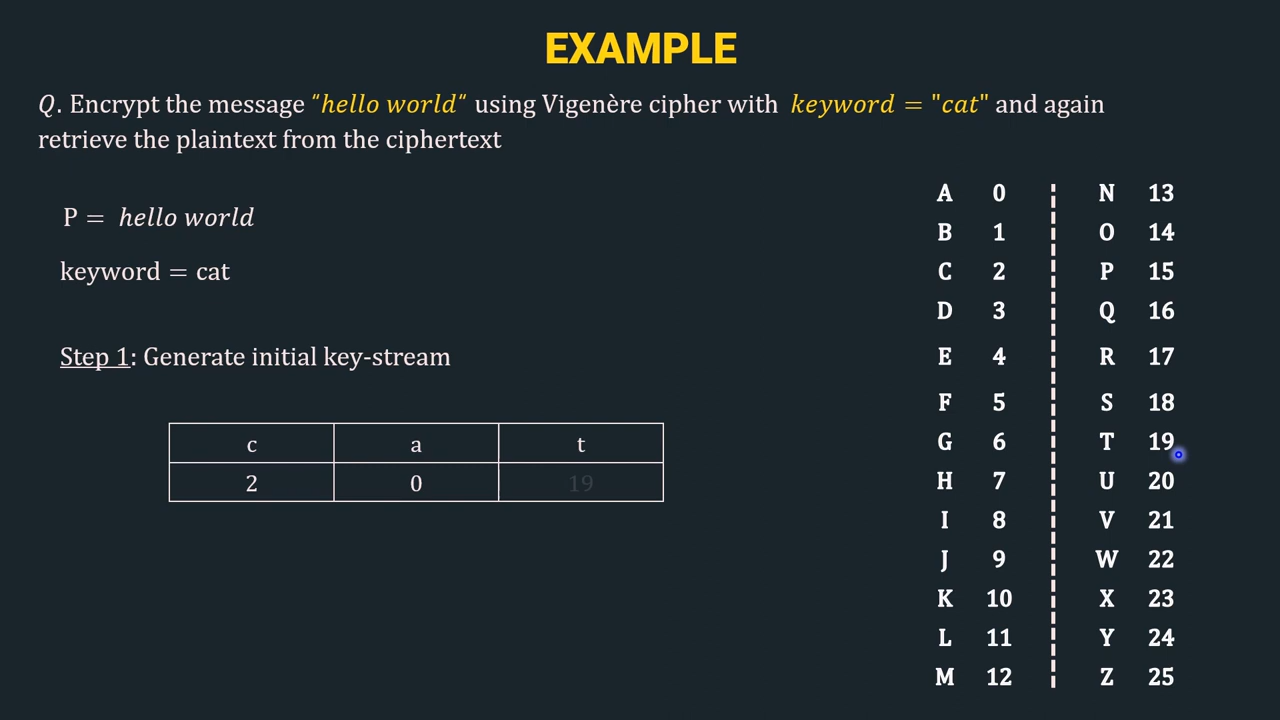 EXAMPLE
Q. Encrypt the message “hello world“ using Vigenère cipher with keyword = "cat" and again
retrieve the plaintext from the ciphertext
P = hello world
keyword = cat
Step 1: Generate initial key-stream
c a t
2 0 19
A 0 N 13
B 1 O 14
C 2 P 15
D 3 Q 16
E 4 R 17
F 5 S 18
G 6 T 19
H 7 U 20
I 8 V 21
J 9 W 22
K 10 X 23
L 11 Y 24
M 12 Z 25